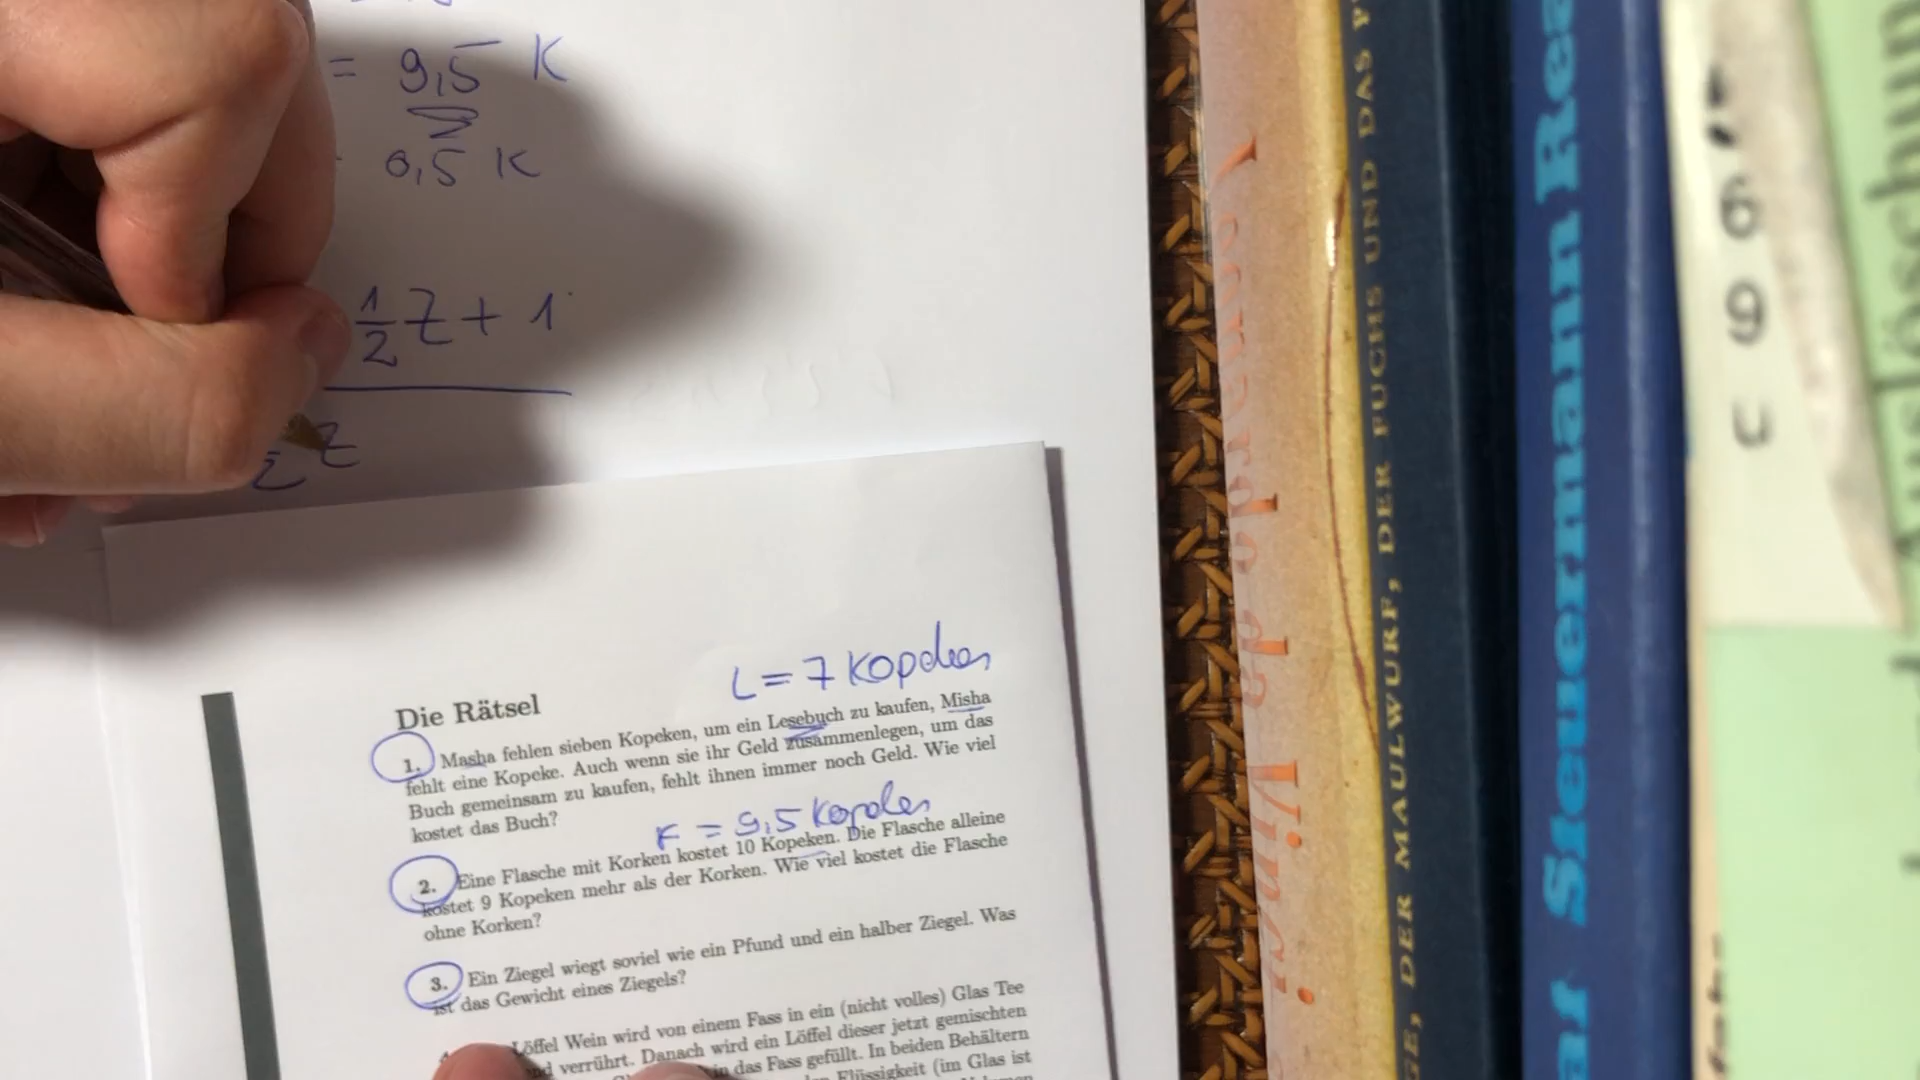 = 9,5 K
0,5 K
1/2 Z + 1
Z
L = 7 Kopeken
Die Rätsel
1. Masha fehlen sieben Kopeken, um ein Lesebuch zu kaufen, Misha
fehlt eine Kopeke. Auch wenn sie ihr Geld zusammenlegen, um das
Buch gemeinsam zu kaufen, fehlt ihnen immer noch Geld. Wie viel
kostet das Buch?
F = 9,5 Kopeken
2. Eine Flasche mit Korken kostet 10 Kopeken. Die Flasche alleine
kostet 9 Kopeken mehr als der Korken. Wie viel kostet die Flasche
ohne Korken?
3. Ein Ziegel wiegt soviel wie ein Pfund und ein halber Ziegel. Was
ist das Gewicht eines Ziegels?
Löffel Wein wird von einem Fass in ein (nicht volles) Glas Tee
und verrührt. Danach wird ein Löffel dieser jetzt gemischten
in das Fass gefüllt. In beiden Behältern
Flüssigkeit (im Glas ist
Leonardo da Vinci
GE, DER MAULWURF, DER FUCHS UND DAS P
Steuermann Rea